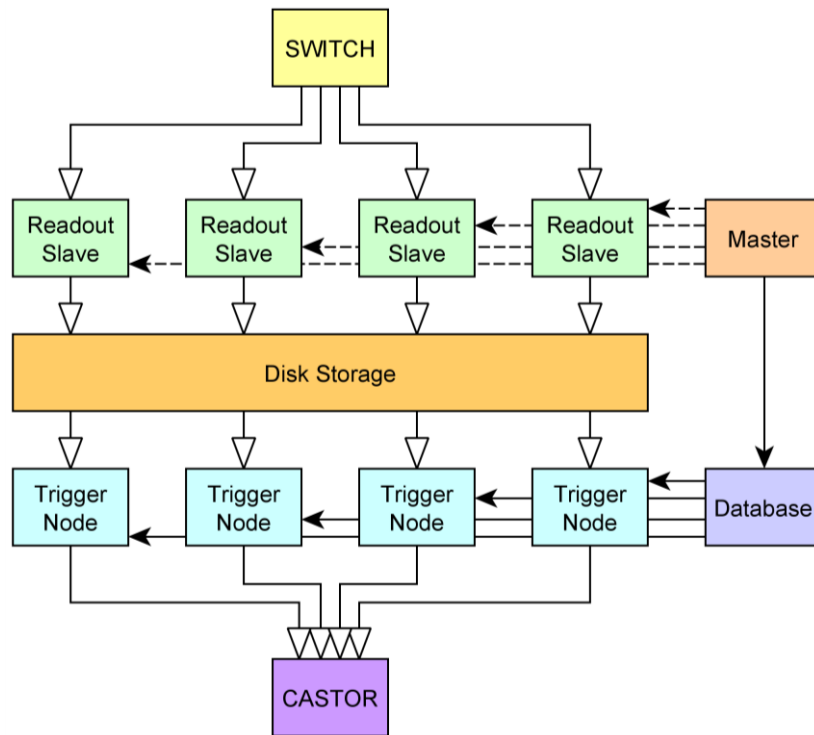 SWITCH
Readout
Slave
Readout
Slave
Readout
Slave
Readout
Slave
Master
Disk Storage
Trigger
Node
Trigger
Node
Trigger
Node
Trigger
Node
Database
CASTOR